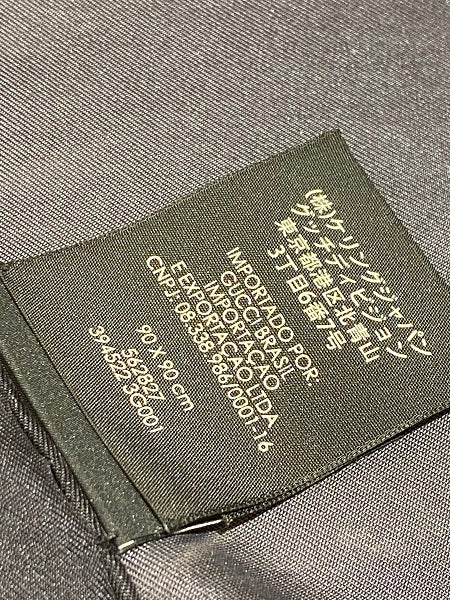 (株)ケリングジャパン
グッチディビジョン
東京都港区北青山
3丁目6番7号
IMPORTADO POR:
GUCCI BRASIL
IMPORTACAO
E EXPORTACAO LTDA
CNPJ: 08.338.986/0001-16
90 X 90 cm
562827
394522-3G001